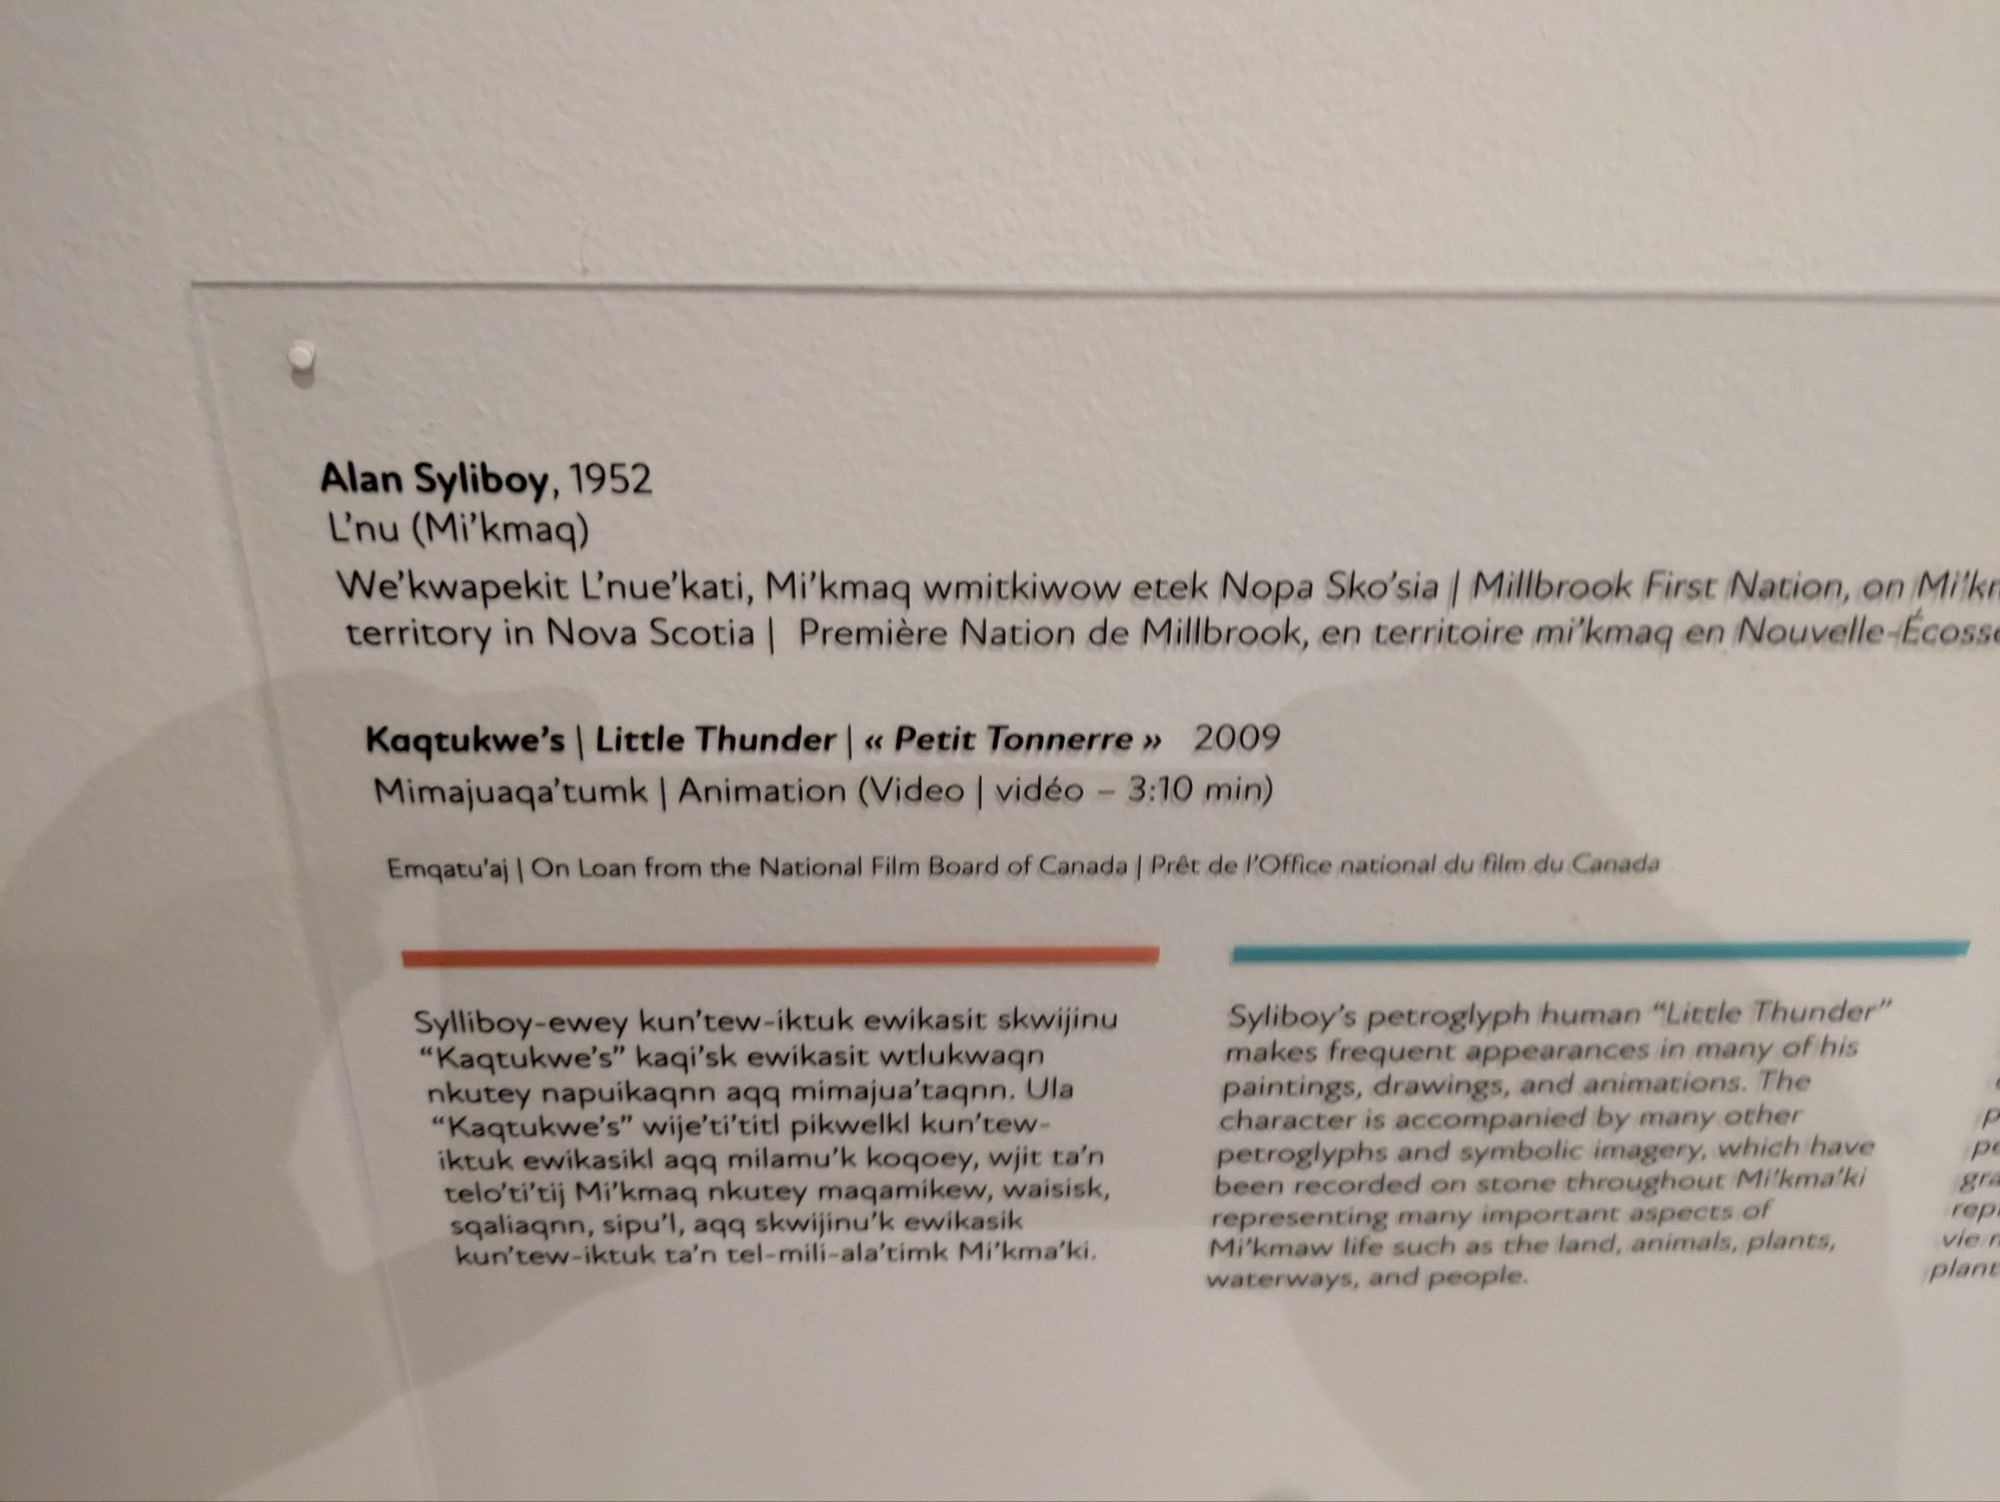 Alan Syliboy, 1952
L'nu (Mi'kmaq)
We'kwapekit L'nue'kati, Mi'kmaq wmitkiwow etek Nopa Sko'sia | Millbrook First Nation, on
territory in Nova Scotia | Première Nation de Millbrook, en territoire mi'kmaq en Nouvelle-Écosse
Kaqtukwe's | Little Thunder | « Petit Tonnerre » 2009
Mimajuaqa'tumk | Animation (Video | vidéo – 3:10 min)
Emqatu'aj | On Loan from the National Film Board of Canada | Prêt de l'Office national du film du Canada
Sylliboy-ewey kun'tew-iktuk ewikasit skwijinu
“Kaqtukwe's” kaqi'sk ewikasit wtlukwaqn
nkutey napuikaqnn aqq mimajua'taqnn. Ula
“Kaqtukwe's” wije'ti'titl pikwelkl kun'tew-
iktuk ewikasikl aqq milamu'k koqoey, wjit ta'n
telo'ti'tij Mi'kmaq nkutey maqamikew, waisisk,
sqaliaqnn, sipu'l, aqq skwijinu'k ewikasik
kun'tew-iktuk ta'n tel-mili-ala'timk Mi'kma'ki.
Syliboy's petroglyph human “Little Thunder”
makes frequent appearances in many of his
paintings, drawings, and animations. The
character is accompanied by many other
petroglyphs and symbolic imagery, which have
been recorded on stone throughout Mi'kma'ki
representing many important aspects of
Mi'kmaw life such as the land, animals, plants,
waterways, and people.